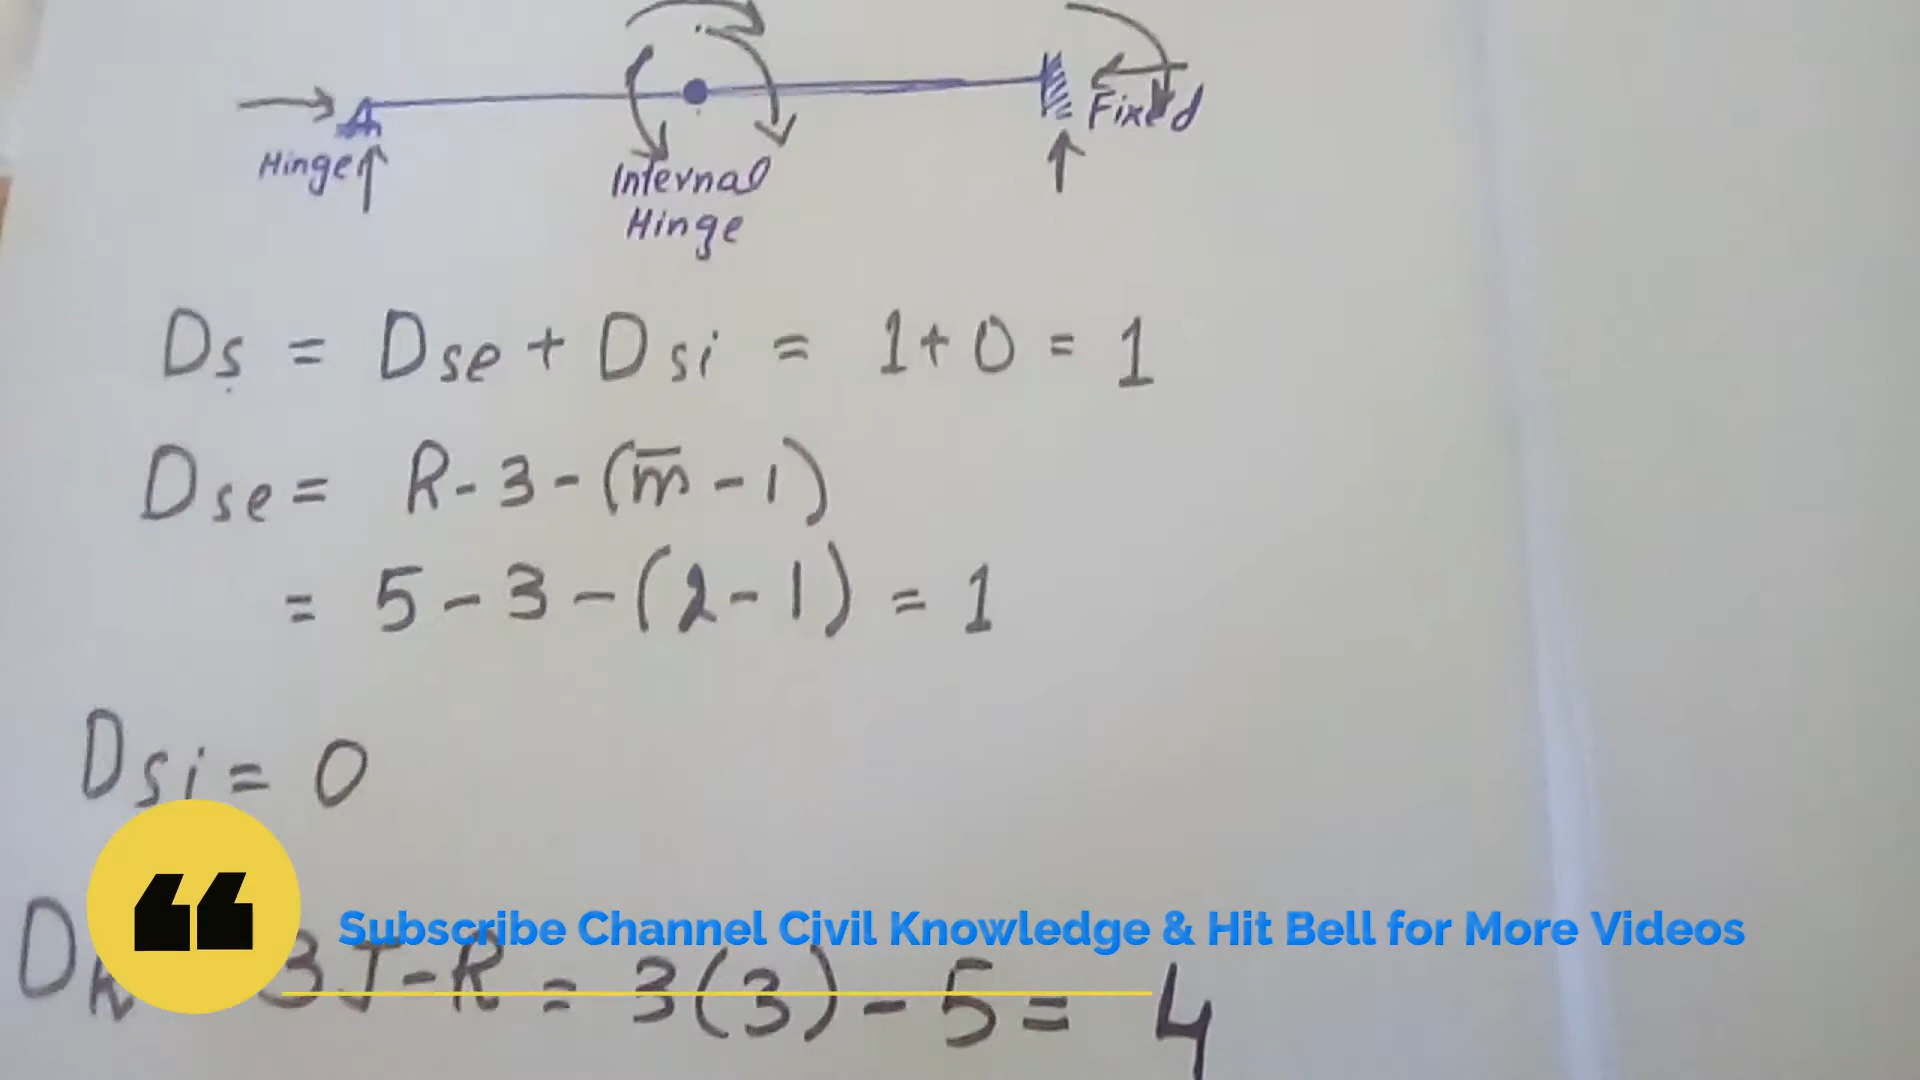 Hinge
Fixed
Internal
Hinge
Ds = Dse + Dsi = 1 + 0 = 1
Dse = R - 3 - (m̅ - 1)
= 5 - 3 - (2 - 1) = 1
Dsi = 0
Subscribe Channel Civil Knowledge & Hit Bell for More Videos
Dk 3J - R = 3(3) - 5 = 4